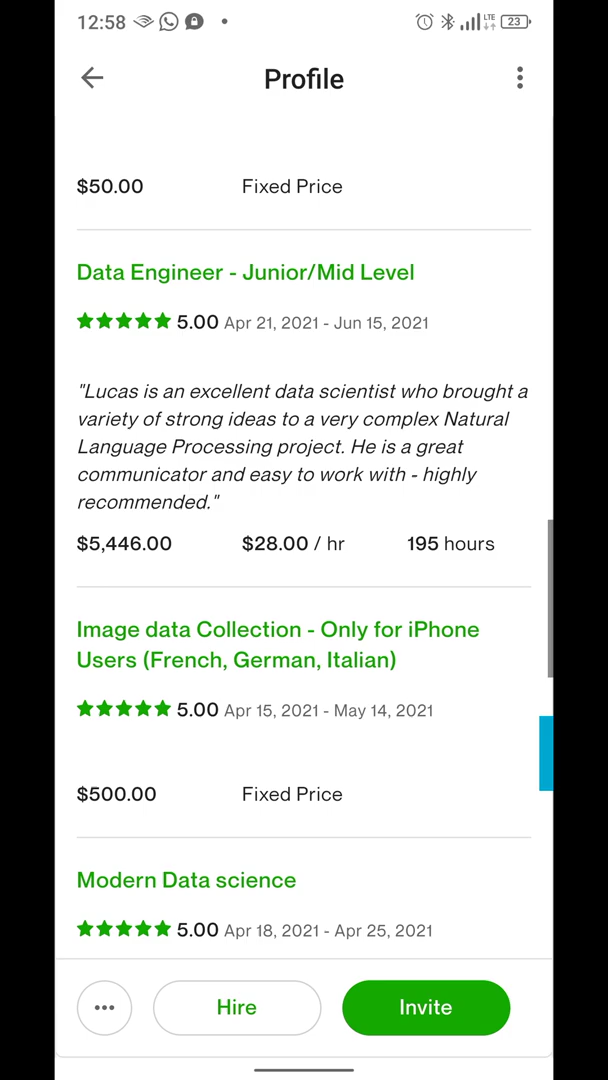 12:58
LTE
23
Profile
$50.00 Fixed Price
Data Engineer - Junior/Mid Level
5.00 Apr 21, 2021 - Jun 15, 2021
"Lucas is an excellent data scientist who brought a
variety of strong ideas to a very complex Natural
Language Processing project. He is a great
communicator and easy to work with - highly
recommended."
$5,446.00 $28.00 / hr 195 hours
Image data Collection - Only for iPhone
Users (French, German, Italian)
5.00 Apr 15, 2021 - May 14, 2021
$500.00 Fixed Price
Modern Data science
5.00 Apr 18, 2021 - Apr 25, 2021
Hire
Invite